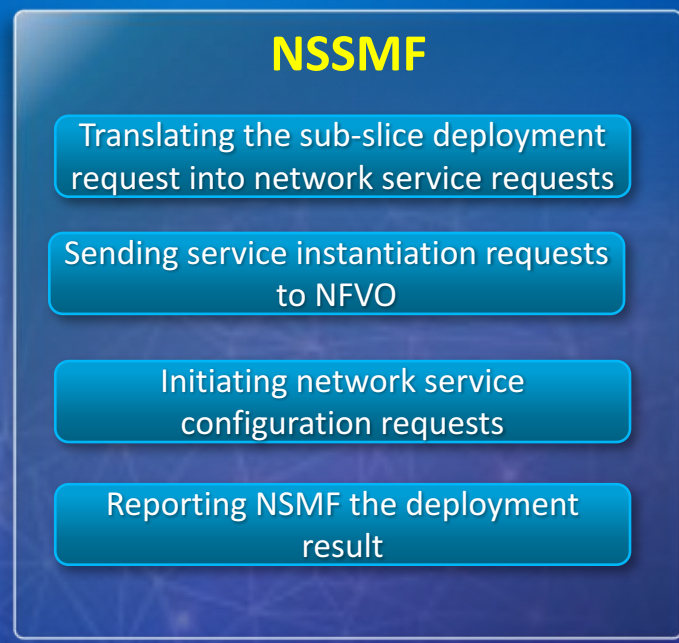 NSSMF
Translating the sub-slice deployment
request into network service requests
Sending service instantiation requests
to NFVO
Initiating network service
configuration requests
Reporting NSMF the deployment
result